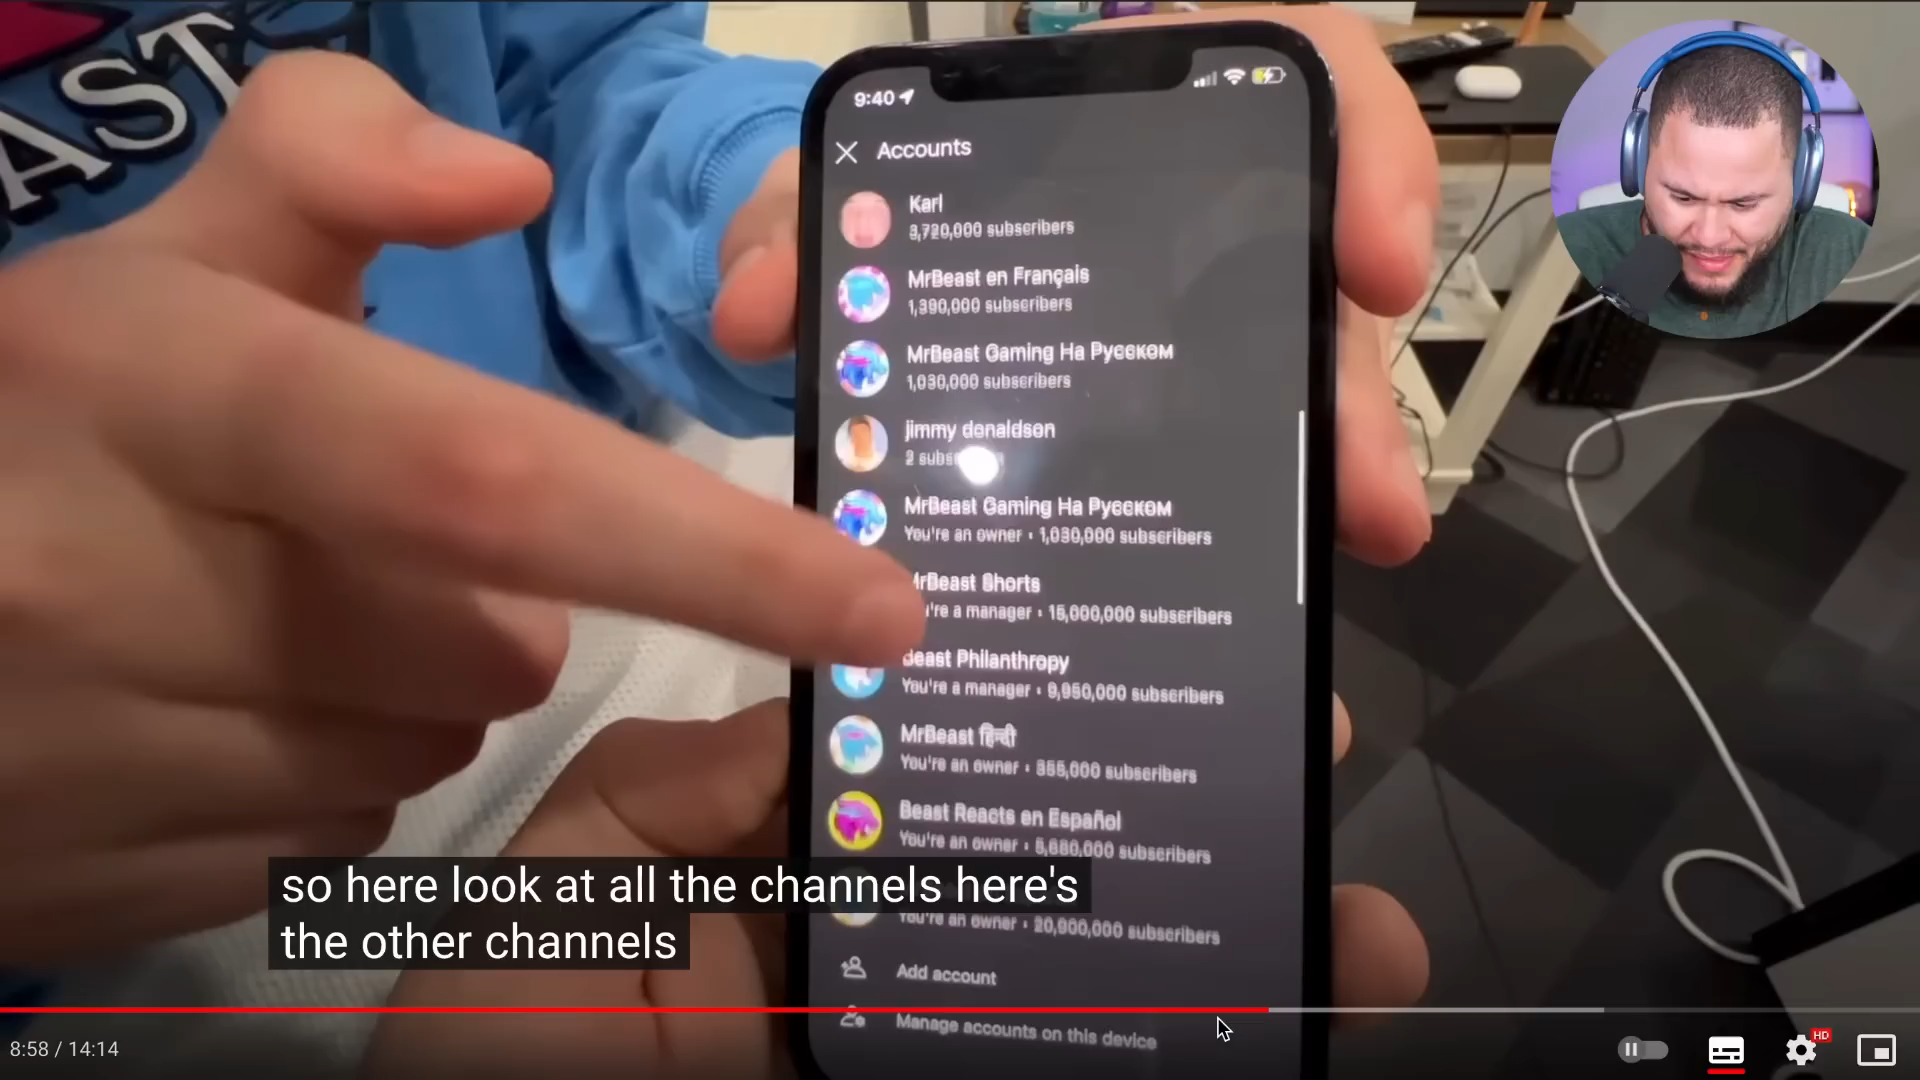 AST
9:40
Accounts
Karl
3,720,000 subscribers
MrBeast en Français
1,390,000 subscribers
MrBeast Gaming На Русском
1,030,000 subscribers
jimmy donaldson
2
MrBeast Gaming На Русском
You're an owner • 1,030,000 subscribers
MrBeast Shorts
You're a manager • 15,000,000 subscribers
Beast Philanthropy
You're a manager • 9,950,000 subscribers
MrBeast हिन्दी
You're an owner • 355,000 subscribers
Beast Reacts en Español
You're an owner • 5,680,000 subscribers
You're an owner • 20,900,000 subscribers
Add account
Manage accounts on this device
so here look at all the channels here's
the other channels
8:58 / 14:14
HD